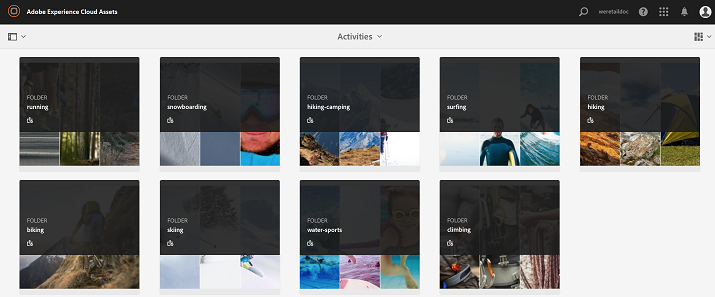 Adobe Experience Cloud Assets
weretaildoc
Activities
FOLDER
running
FOLDER
snowboarding
FOLDER
hiking-camping
FOLDER
surfing
FOLDER
hiking
FOLDER
biking
FOLDER
skiing
FOLDER
water-sports
FOLDER
climbing